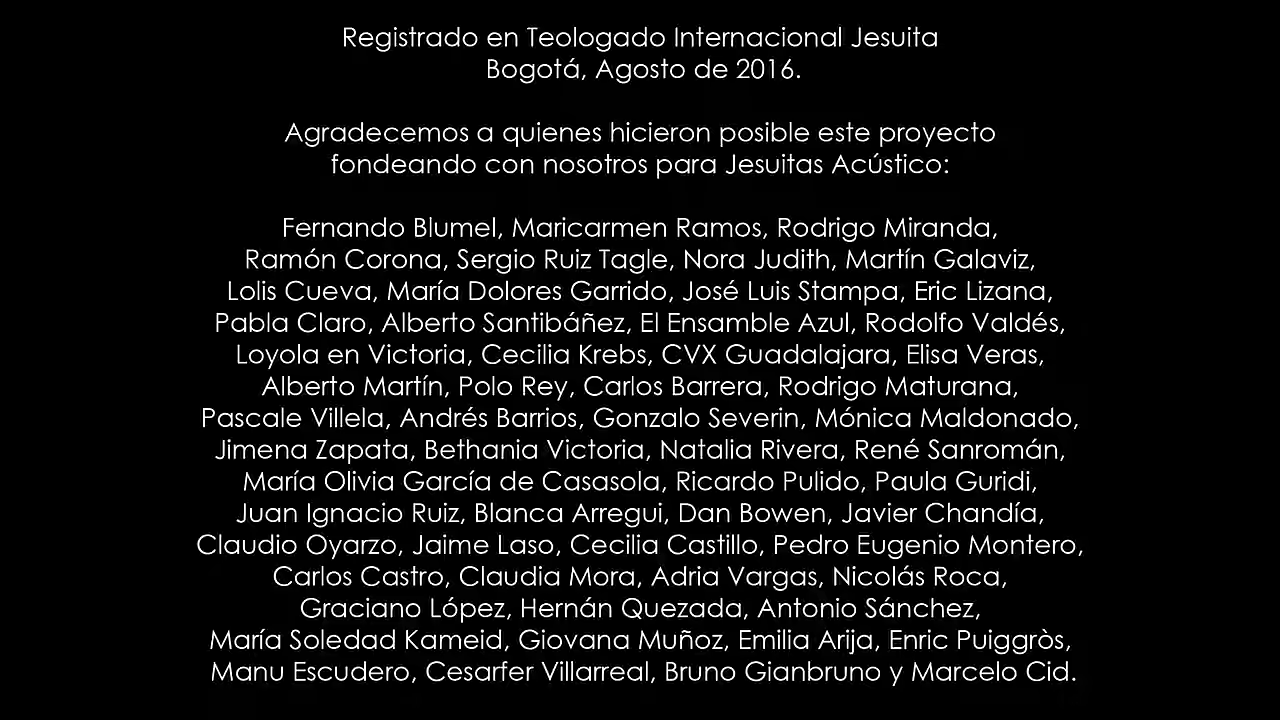 Registrado en Teologado Internacional Jesuita
Bogotá, Agosto de 2016.
Agradecemos a quienes hicieron posible este proyecto
fondeando con nosotros para Jesuitas Acústico:
Fernando Blumel, Maricarmen Ramos, Rodrigo Miranda,
Ramón Corona, Sergio Ruiz Tagle, Nora Judith, Martín Galaviz,
Lolis Cueva, María Dolores Garrido, José Luis Stampa, Eric Lizana,
Pabla Claro, Alberto Santibáñez, El Ensamble Azul, Rodolfo Valdés,
Loyola en Victoria, Cecilia Krebs, CVX Guadalajara, Elisa Veras,
Alberto Martín, Polo Rey, Carlos Barrera, Rodrigo Maturana,
Pascale Villela, Andrés Barrios, Gonzalo Severin, Mónica Maldonado,
Jimena Zapata, Bethania Victoria, Natalia Rivera, René Sanromán,
María Olivia García de Casasola, Ricardo Pulido, Paula Guridi,
Juan Ignacio Ruiz, Blanca Arregui, Dan Bowen, Javier Chandía,
Claudio Oyarzo, Jaime Laso, Cecilia Castillo, Pedro Eugenio Montero,
Carlos Castro, Claudia Mora, Adria Vargas, Nicolás Roca,
Graciano López, Hernán Quezada, Antonio Sánchez,
María Soledad Kameid, Giovana Muñoz, Emilia Arija, Enric Puiggròs,
Manu Escudero, Cesarfer Villarreal, Bruno Gianbruno y Marcelo Cid.